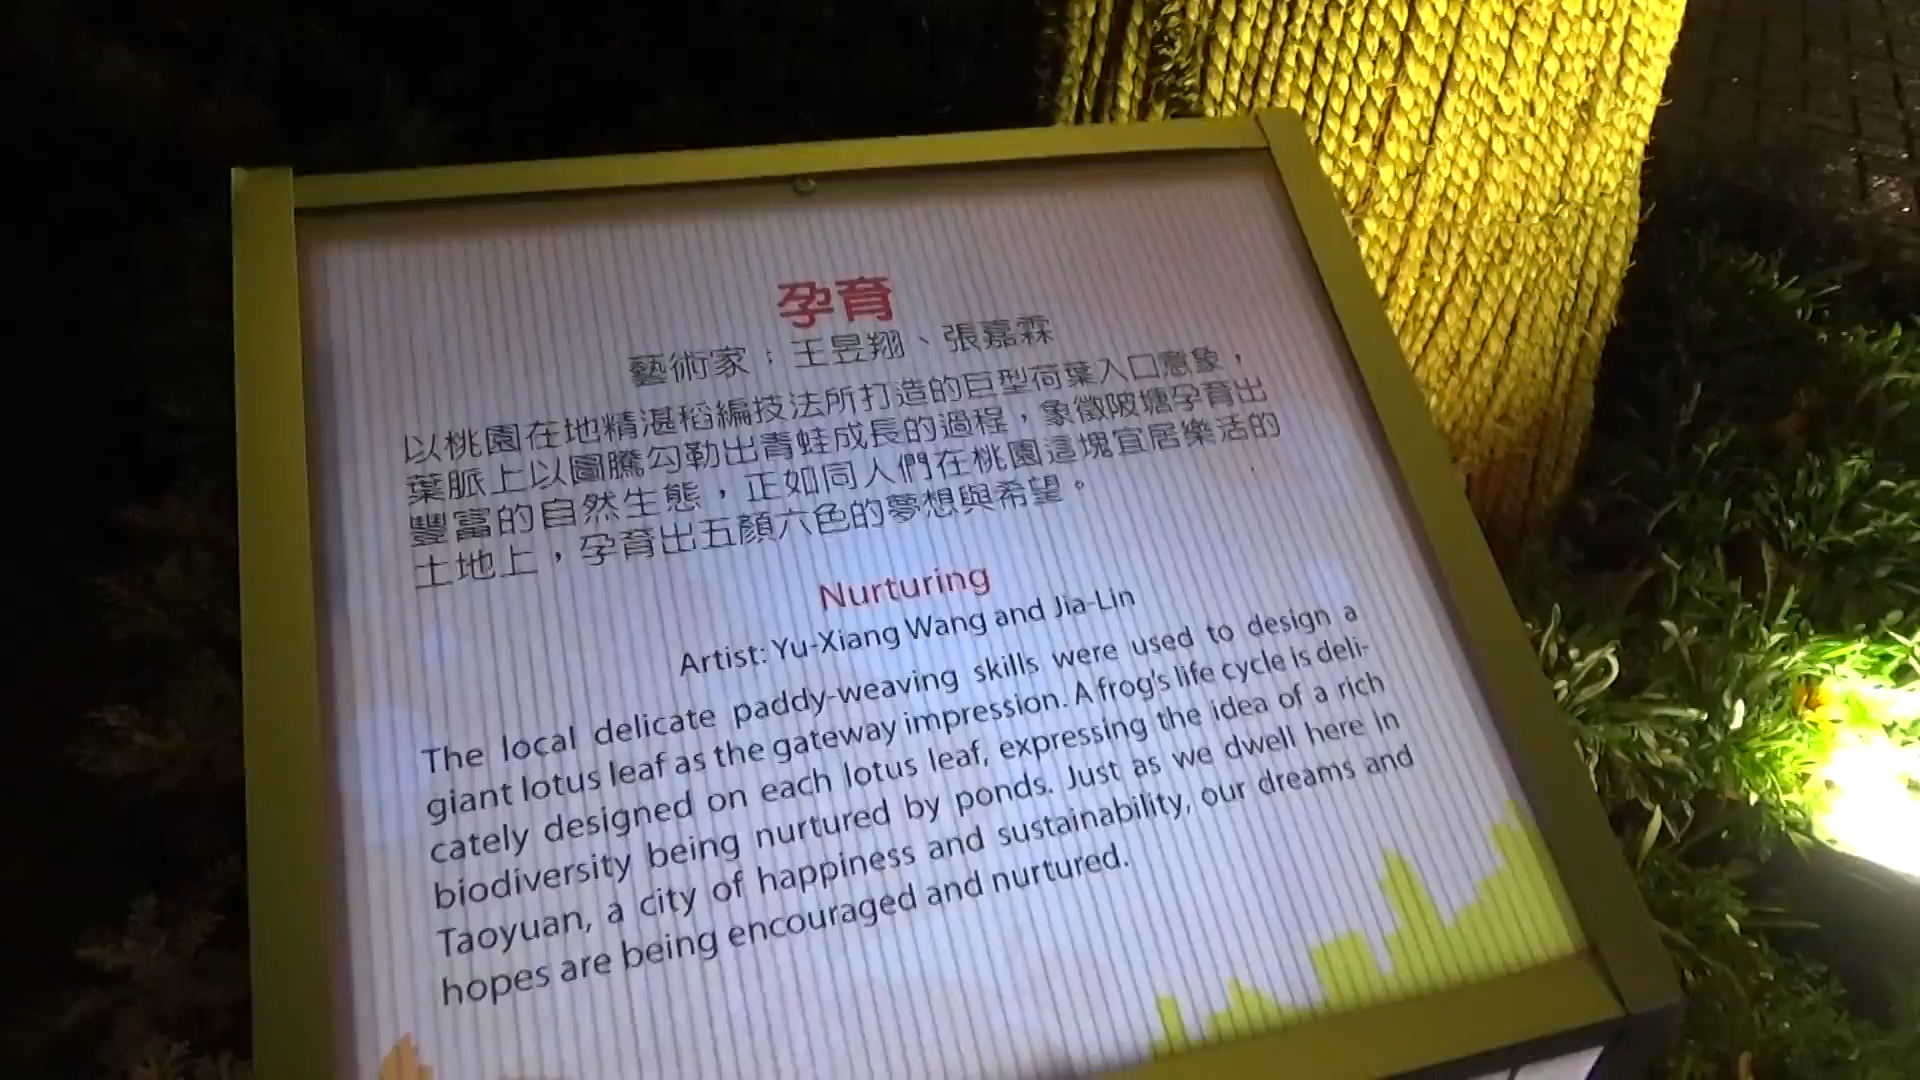 孕育
藝術家：王昱翔、張嘉霖
以桃園在地精湛稻編技法所打造的巨型荷葉入口意象，
葉脈上以圖騰勾勒出青蛙成長的過程，象徵陂塘孕育出
豐富的自然生態，正如同人們在桃園這塊宜居樂活的
土地上，孕育出五顏六色的夢想與希望。
Nurturing
Artist: Yu-Xiang Wang and Jia-Lin
The local delicate paddy-weaving skills were used to design a
giant lotus leaf as the gateway impression. A frog's life cycle is deli-
cately designed on each lotus leaf, expressing the idea of a rich
biodiversity being nurtured by ponds. Just as we dwell here in
Taoyuan, a city of happiness and sustainability, our dreams and
hopes are being encouraged and nurtured.